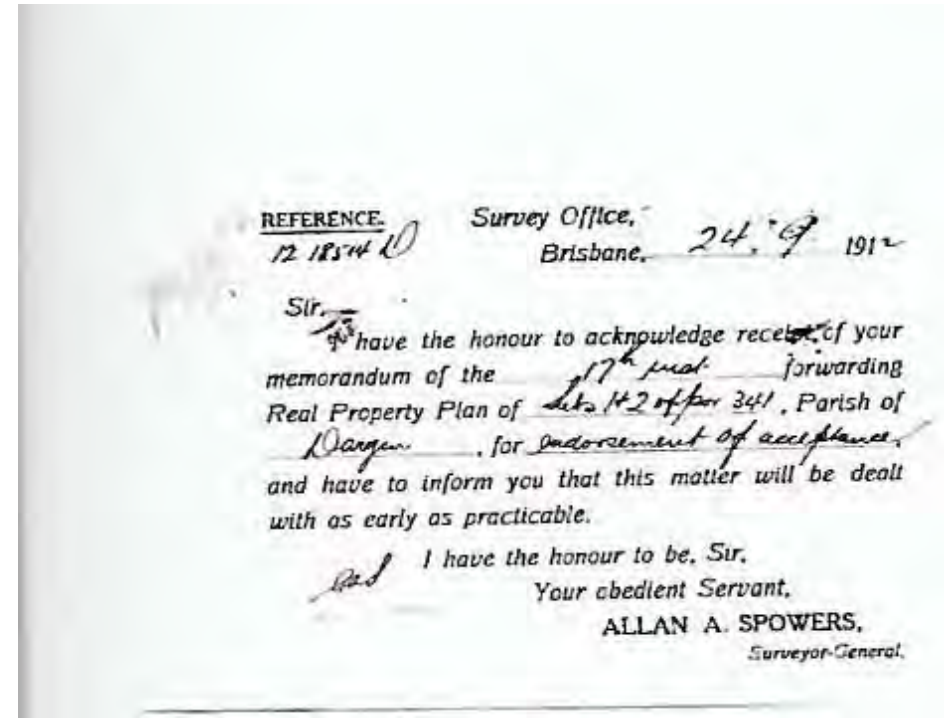 REFERENCE. Survey Office,
12 18514 D Brisbane, 24. 9. 1912
Sir,
have the honour to acknowledge receipt of your
memorandum of the 17th inst. forwarding
Real Property Plan of subs 1+2 of por 341, Parish of
Dargun, for endorsement of acceptance,
and have to inform you that this matter will be dealt
with as early as practicable.
I have the honour to be, Sir,
Your obedient Servant,
ALLAN A. SPOWERS,
Surveyor-General.